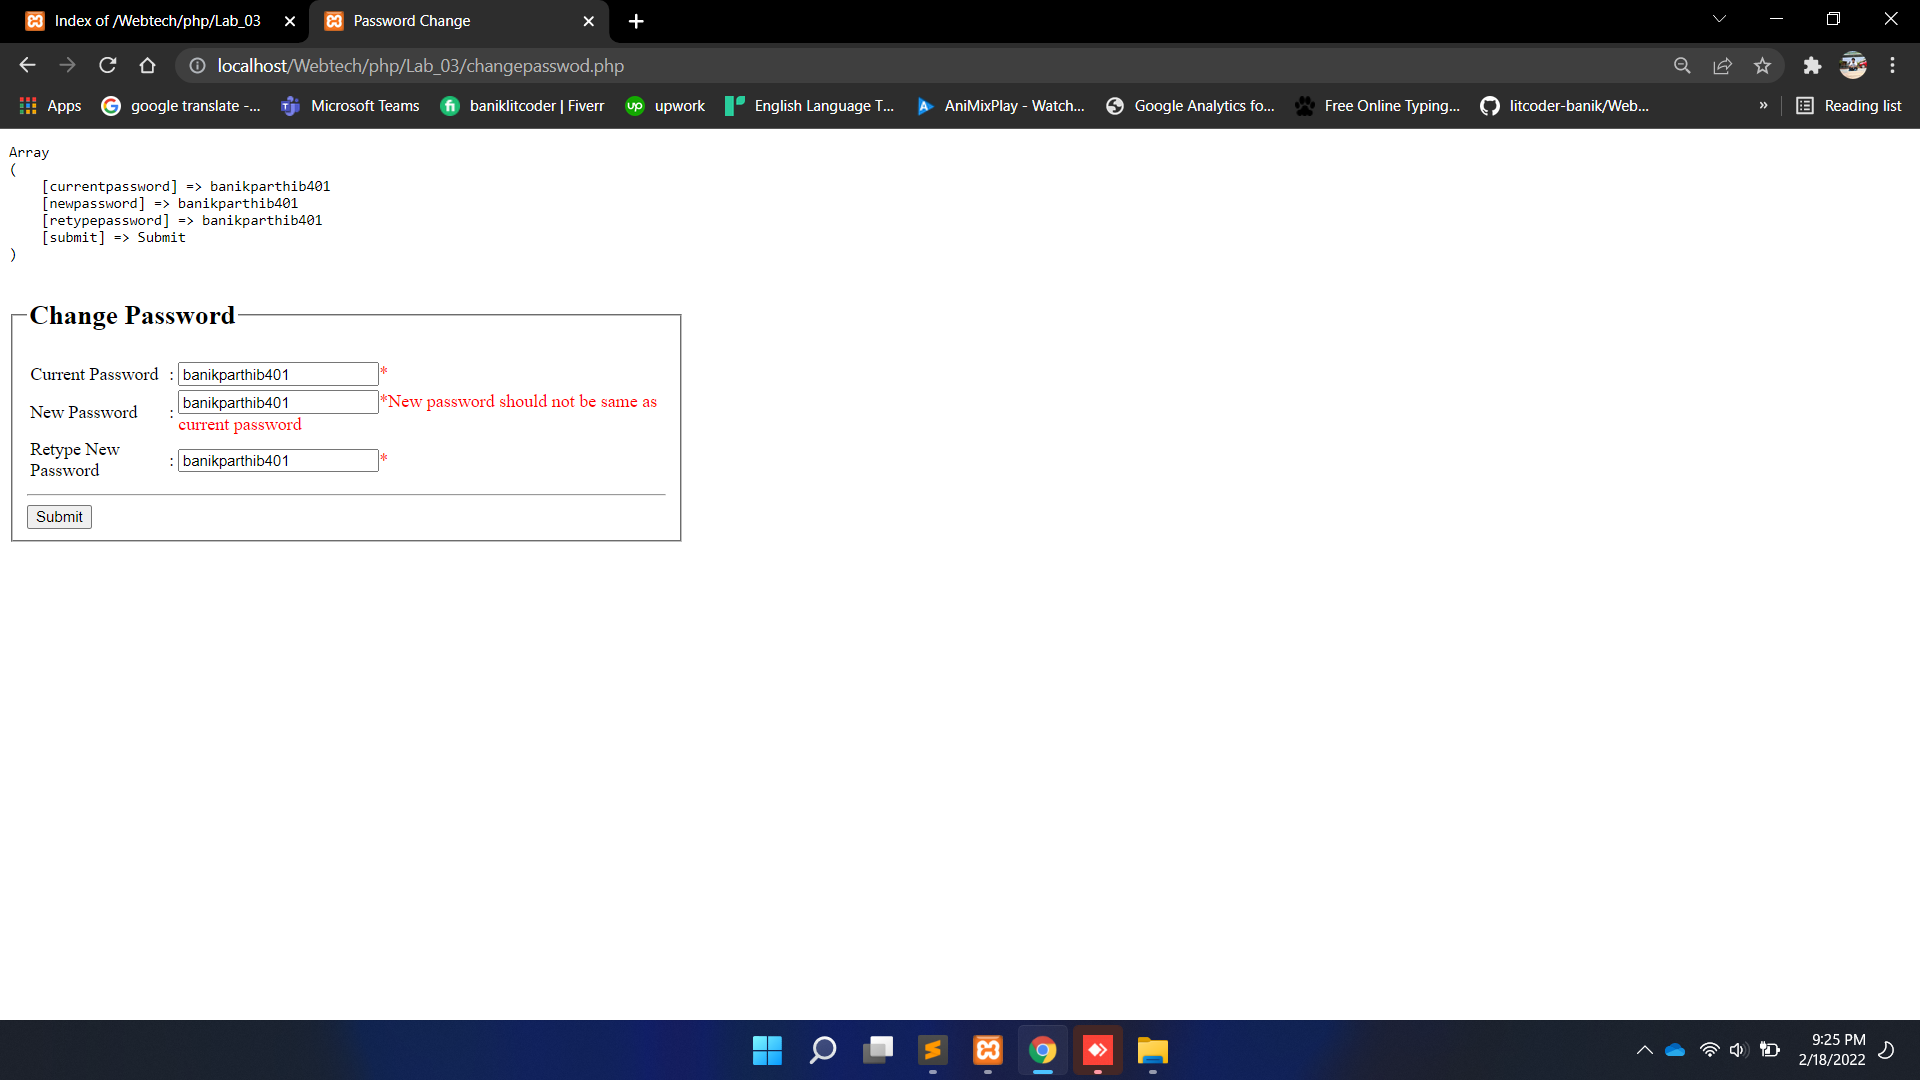 Index of /Webtech/php/Lab_03
Password Change
localhost/Webtech/php/Lab_03/changepasswod.php
Apps
google translate -...
Microsoft Teams
baniklitcoder | Fiverr
upwork
English Language T...
AniMixPlay - Watch...
Google Analytics fo...
Free Online Typing...
litcoder-banik/Web...
»
Reading list
Array
(
[currentpassword] => banikparthib401
[newpassword] => banikparthib401
[retypepassword] => banikparthib401
[submit] => Submit
)
Change Password
Current Password : banikparthib401*
New Password : banikparthib401*New password should not be same as
current password
Retype New
Password : banikparthib401*
Submit
9:25 PM
2/18/2022